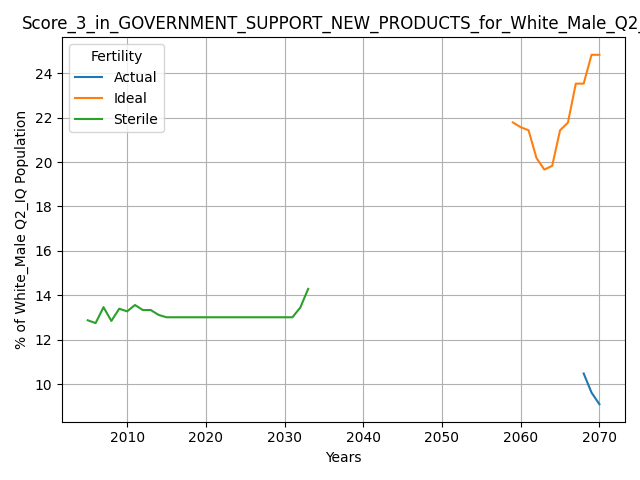 Score_3_in_GOVERNMENT_SUPPORT_NEW_PRODUCTS_for_White_Male_Q2_
Fertility
Actual
Ideal
Sterile
% of White_Male Q2_IQ Population
24
22
20
18
16
14
12
10
2010 2020 2030 2040 2050 2060 2070
Years